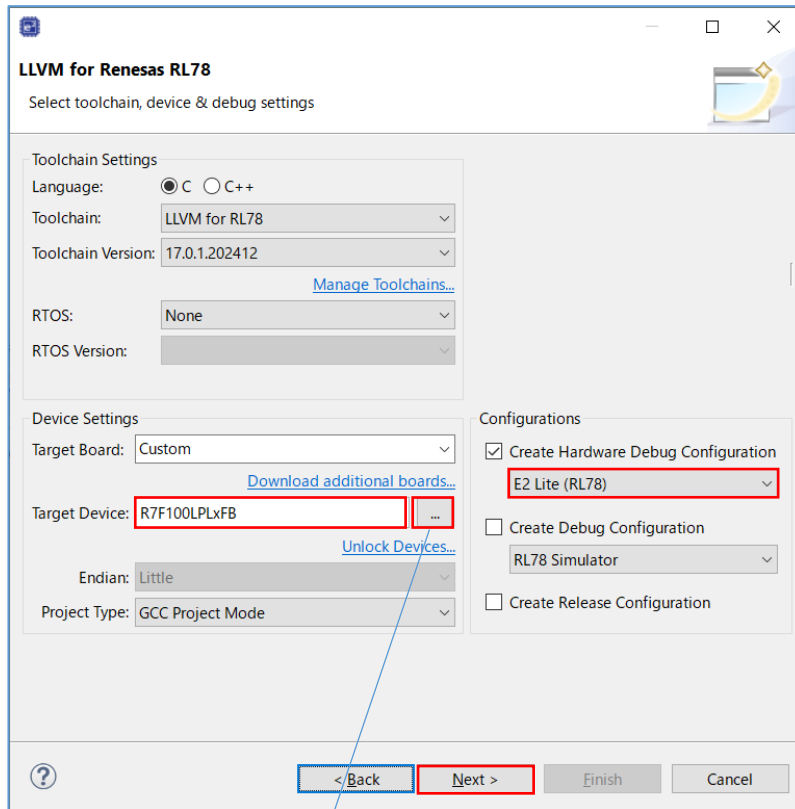 LLVM for Renesas RL78
Select toolchain, device & debug settings
Toolchain Settings
Language: C C++
Toolchain: LLVM for RL78
Toolchain Version: 17.0.1.202412
Manage Toolchains...
RTOS: None
RTOS Version:
Device Settings
Target Board: Custom
Download additional boards...
Target Device: R7F100LPLxFB ...
Unlock Devices...
Endian: Little
Project Type: GCC Project Mode
Configurations
Create Hardware Debug Configuration
E2 Lite (RL78)
Create Debug Configuration
RL78 Simulator
Create Release Configuration
? < Back Next > Finish Cancel